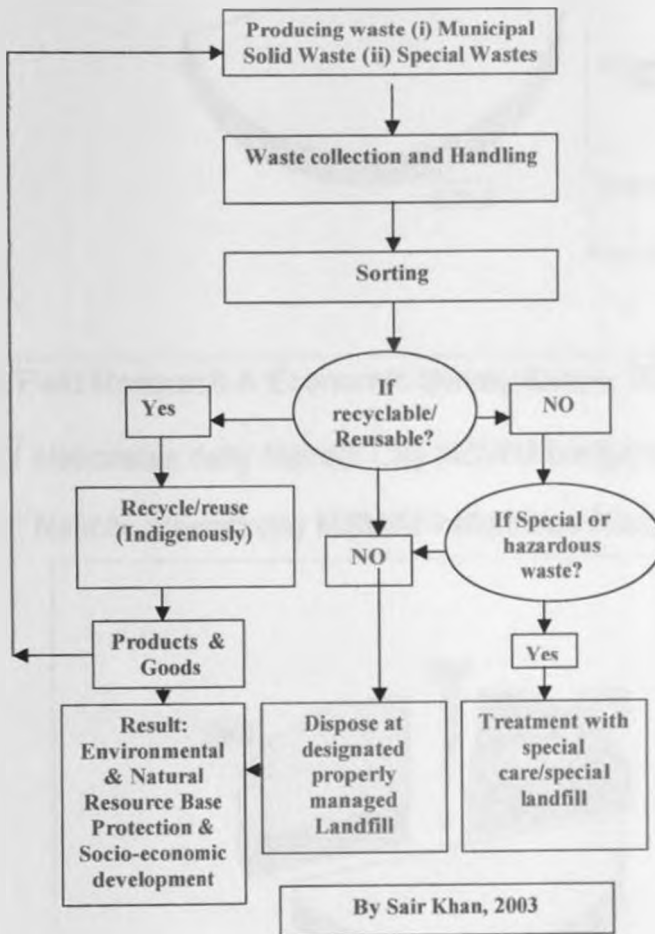 Producing waste (i) Municipal
Solid Waste (ii) Special Wastes
Waste collection and Handling
Sorting
If
recyclable/
Reusable?
Yes
NO
Recycle/reuse
(Indigenously)
If Special or
hazardous
waste?
NO
Products &
Goods
Yes
Result:
Environmental
& Natural
Resource Base
Protection &
Socio-economic
development
Dispose at
designated
properly
managed
Landfill
Treatment with
special
care/special
landfill
By Sair Khan, 2003